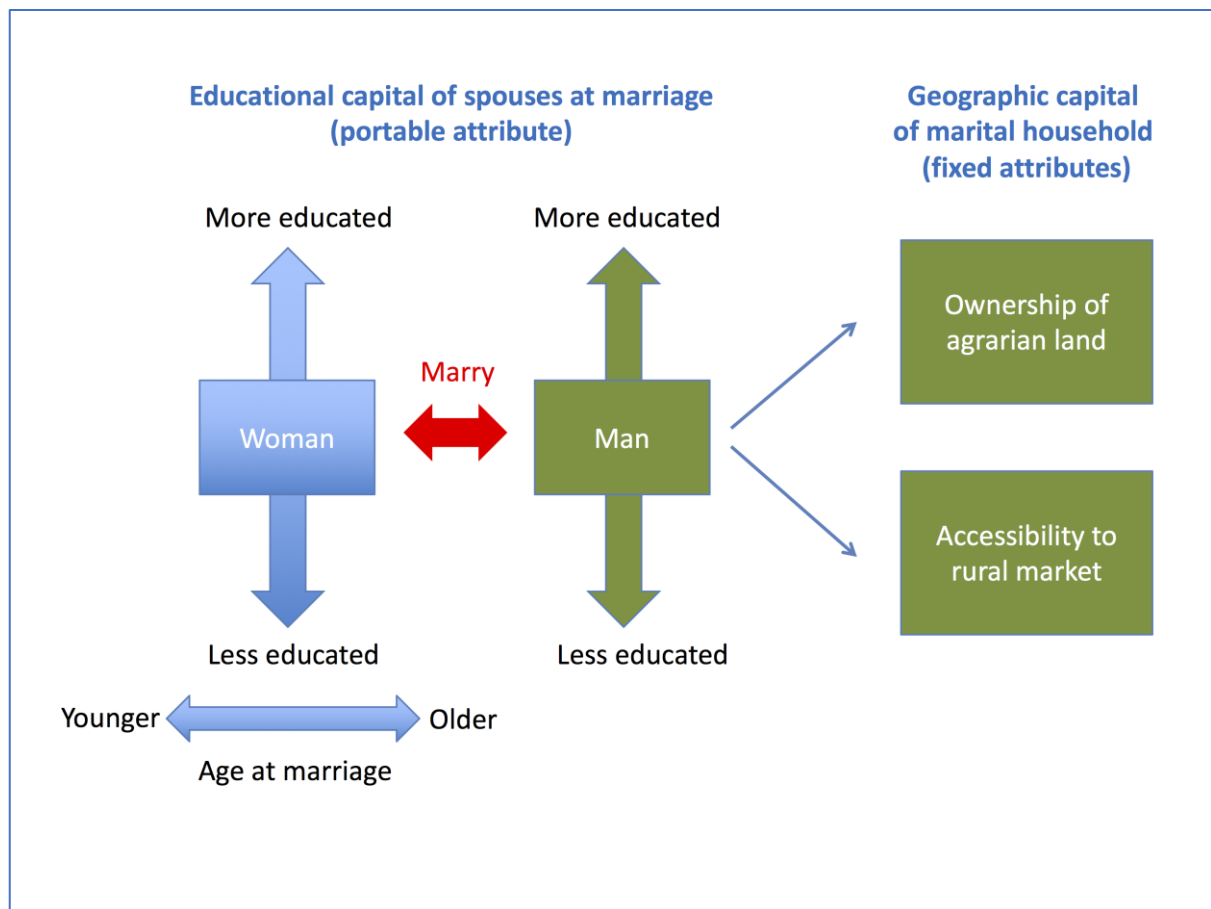 Educational capital of spouses at marriage
(portable attribute)
Geographic capital
of marital household
(fixed attributes)
More educated
More educated
Ownership of
agrarian land
Marry
Woman
Man
Accessibility to
rural market
Less educated
Less educated
Younger
Older
Age at marriage